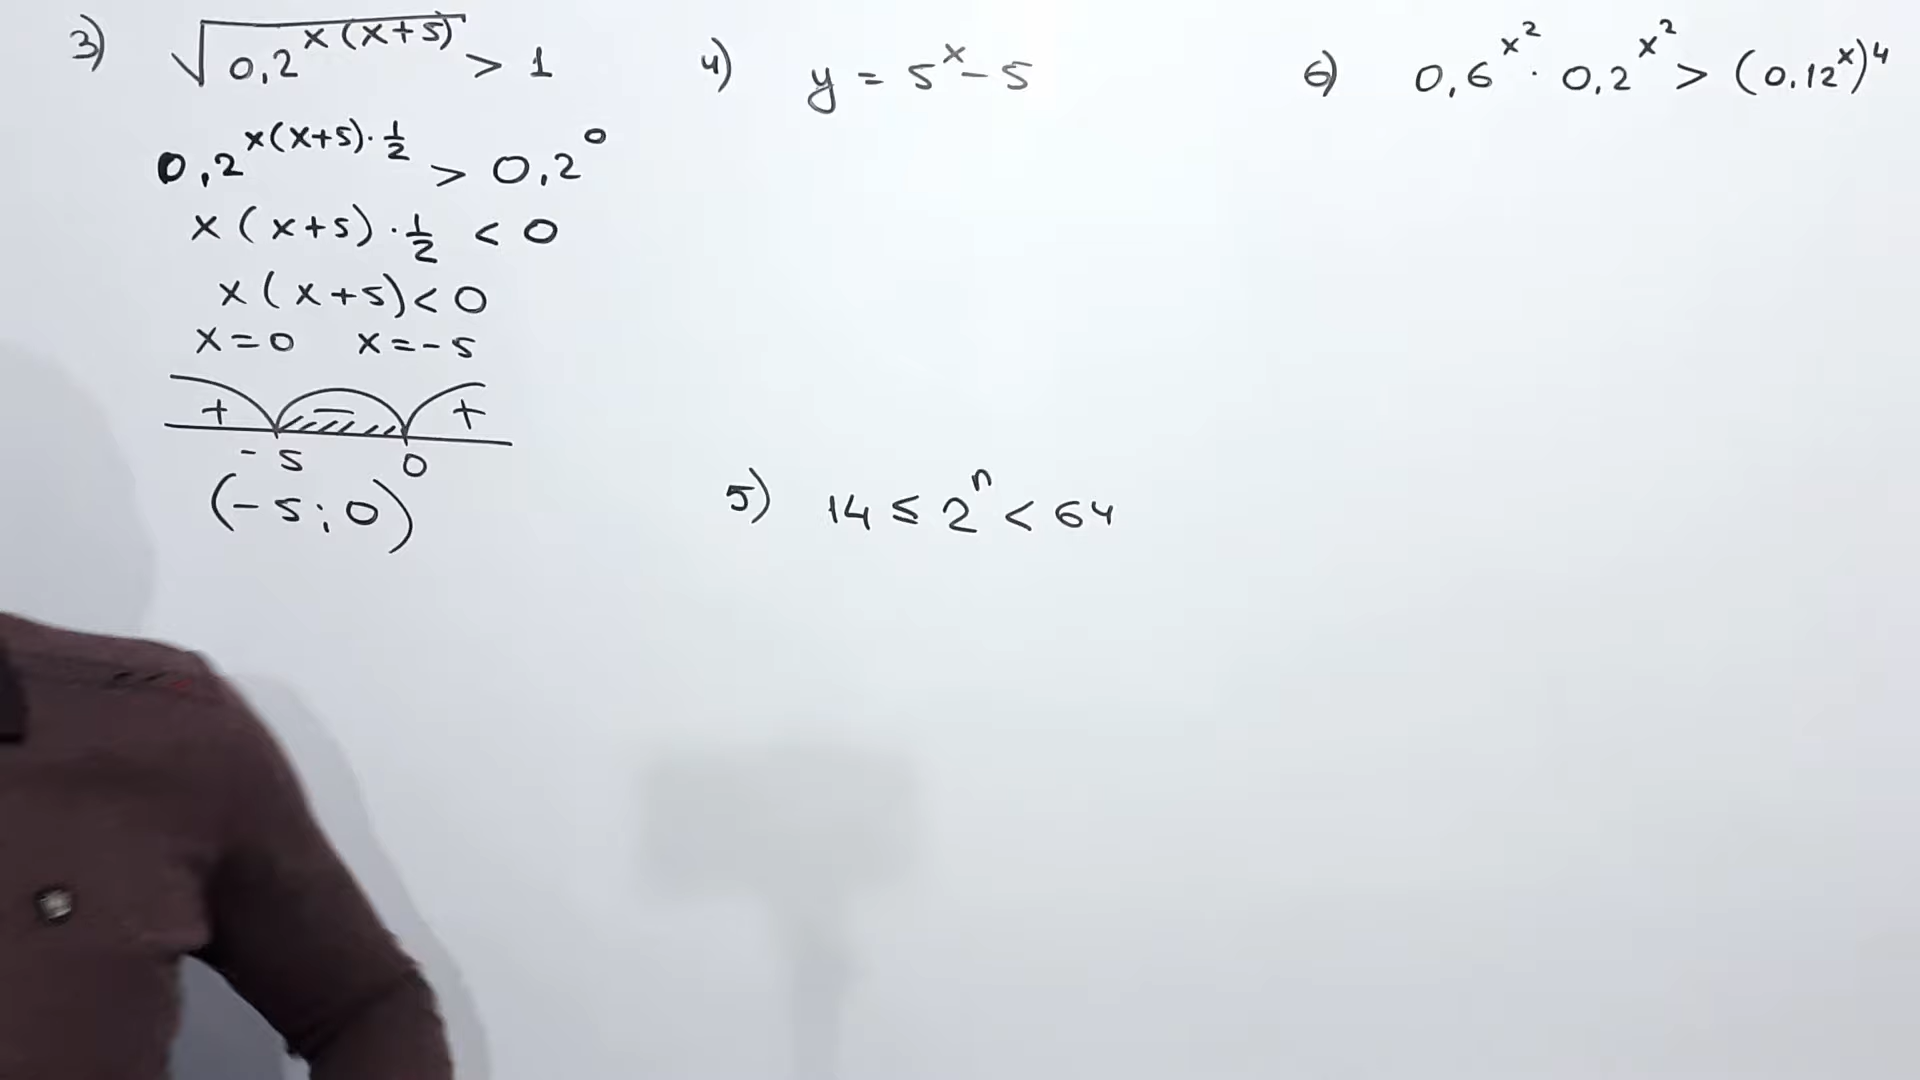 3) √0,2^x(x+5) > 1
0,2^x(x+5)·1/2 > 0,2^0
x(x+5)·1/2 < 0
x(x+5)<0
x=0 x=-5
+ − +
-5 0
(-5;0)
4) y = 5^x-5
5) 14 ≤ 2^n < 64
6) 0,6^x² · 0,2^x² > (0.12^x)^4